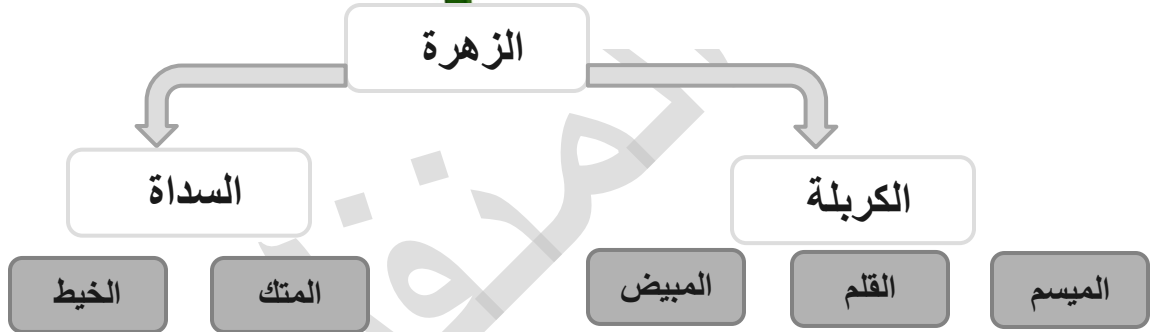 الزهرة
الكربلة
السداة
الميسم
القلم
المبيض
المتك
الخيط